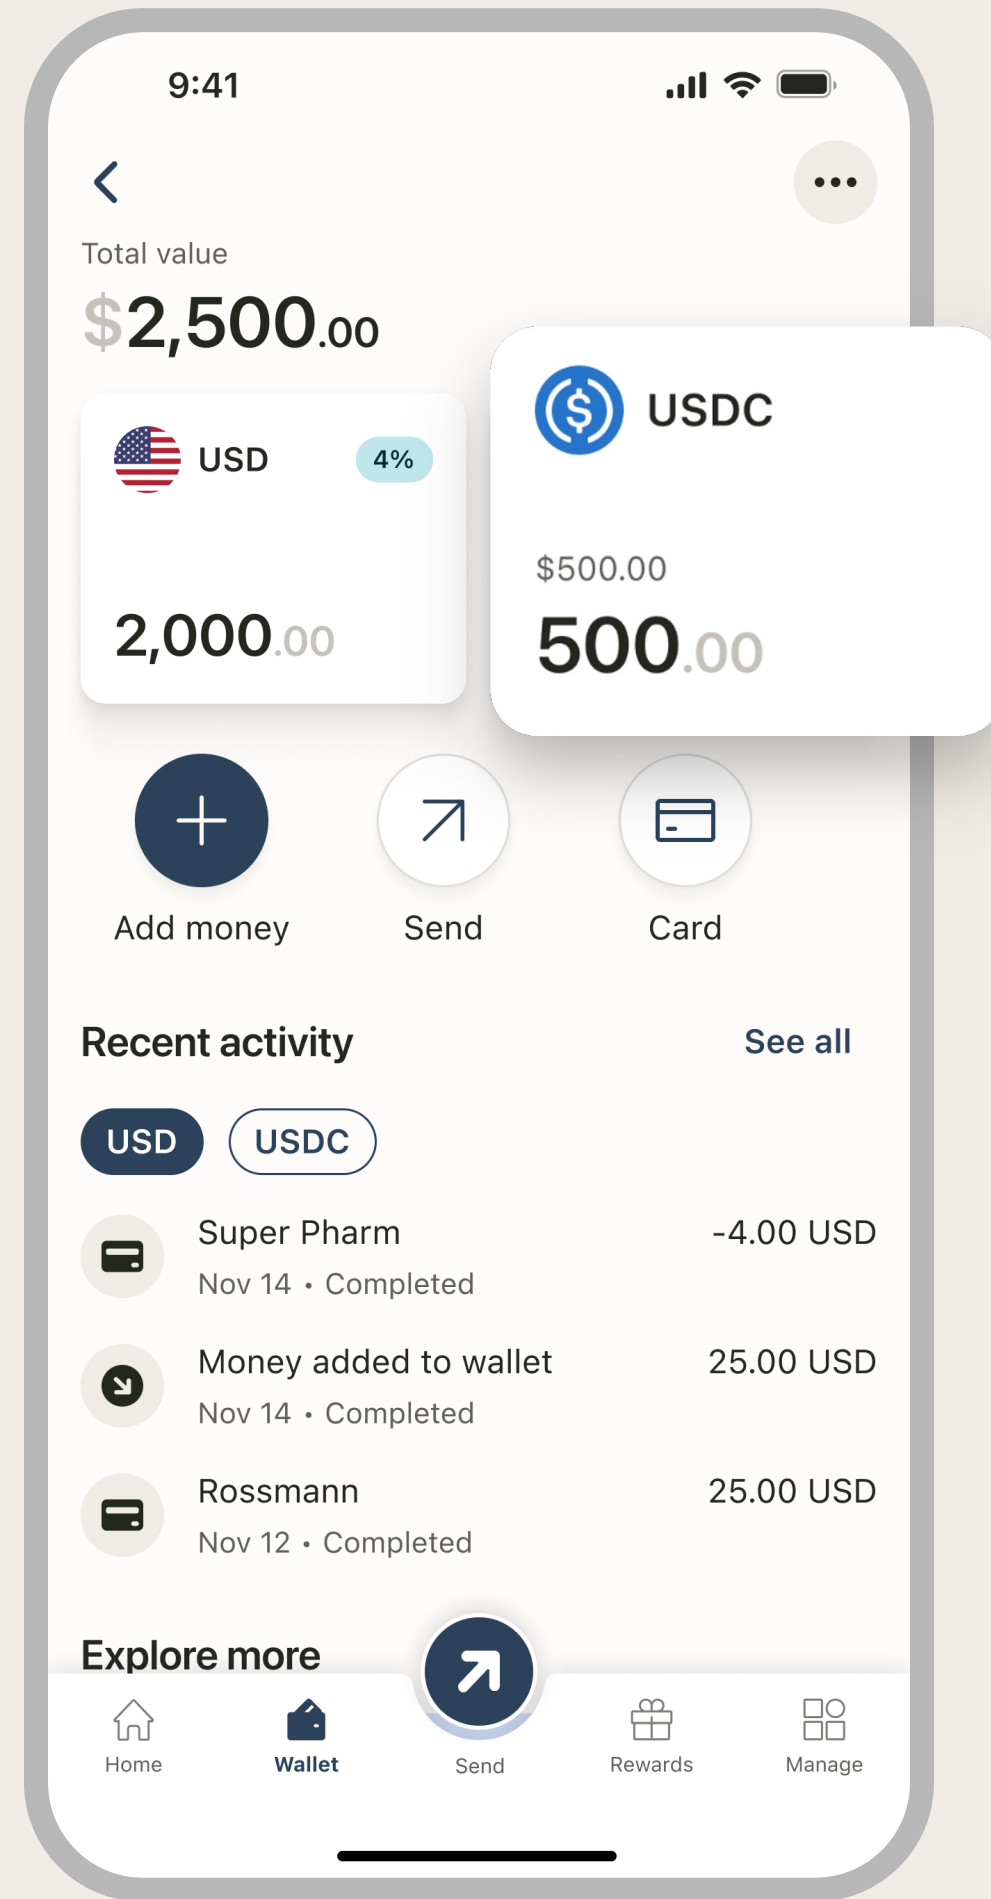 9:41
Total value
$2,500.00
USD 4%
2,000.00
USDC
$500.00
500.00
Add money
Send
Card
Recent activity
See all
USD
USDC
Super Pharm
-4.00 USD
Nov 14 • Completed
Money added to wallet
25.00 USD
Nov 14 • Completed
Rossmann
25.00 USD
Nov 12 • Completed
Explore more
Home
Wallet
Send
Rewards
Manage